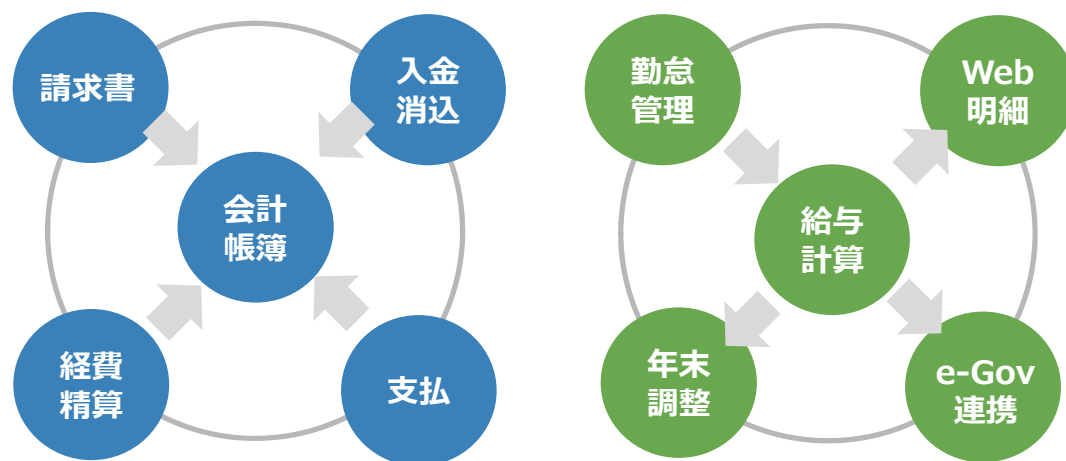 請求書
入金
消込
会計
帳簿
経費
精算
支払
勤怠
管理
Web
明細
給与
計算
年末
調整
e-Gov
連携